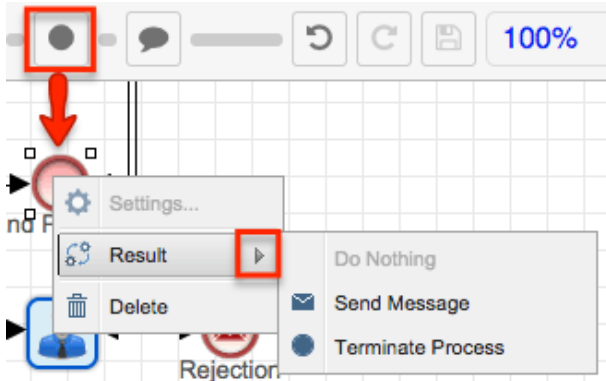 100%
nd P
Settings...
Result
Do Nothing
Delete
Send Message
Terminate Process
Rejection